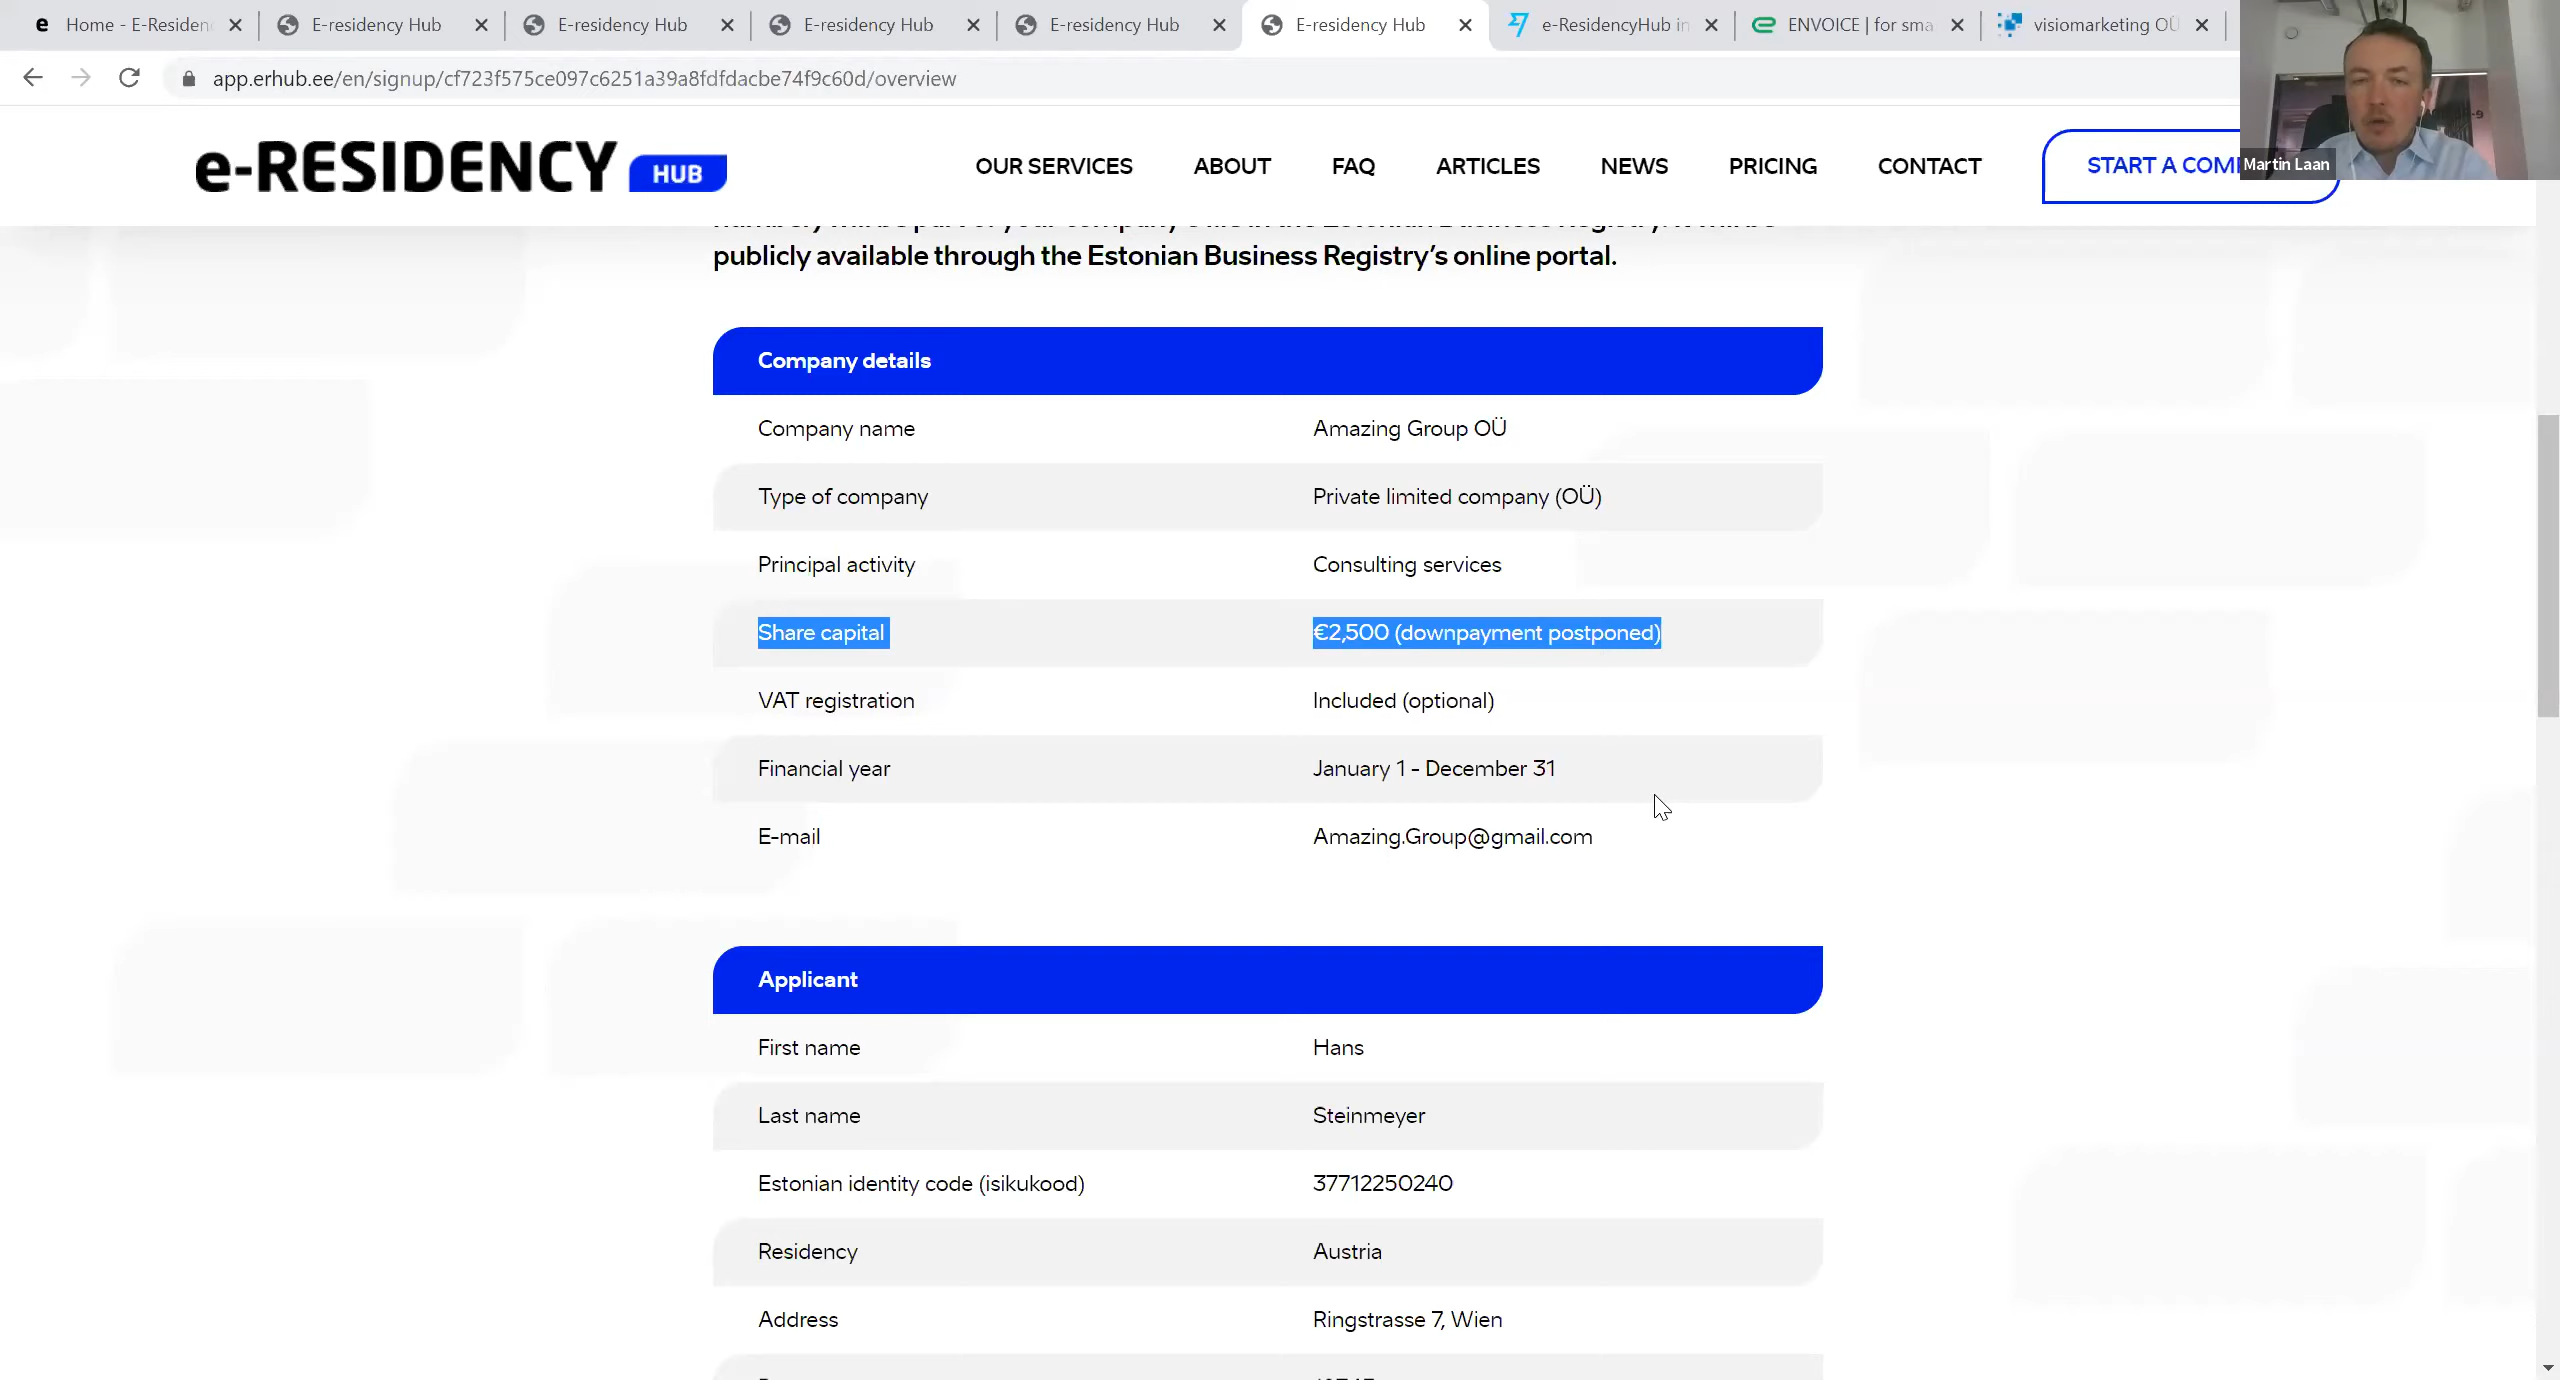 Home - E-Residen
E-residency Hub
E-residency Hub
E-residency Hub
E-residency Hub
E-residency Hub
e-ResidencyHub in
ENVOICE | for sma
visiomarketing OÜ
app.erhub.ee/en/signup/cf723f575ce097c6251a39a8fdfdacbe74f9c60d/overview
e-RESIDENCY HUB
OUR SERVICES ABOUT FAQ ARTICLES NEWS PRICING CONTACT START A COM
Martin Laan
publicly available through the Estonian Business Registry's online portal.
Company details
Company name Amazing Group OÜ
Type of company Private limited company (OÜ)
Principal activity Consulting services
Share capital €2,500 (downpayment postponed)
VAT registration Included (optional)
Financial year January 1 - December 31
E-mail Amazing.Group@gmail.com
Applicant
First name Hans
Last name Steinmeyer
Estonian identity code (isikukood) 37712250240
Residency Austria
Address Ringstrasse 7, Wien